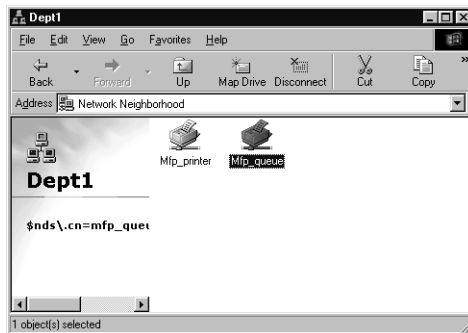 Dept1
File Edit View Go Favorites Help
Back Forward Up Map Drive Disconnect Cut Copy
Address Network Neighborhood
Mfp_printer Mfp_queue
Dept1
$nds\.cn=mfp_queu
1 object(s) selected